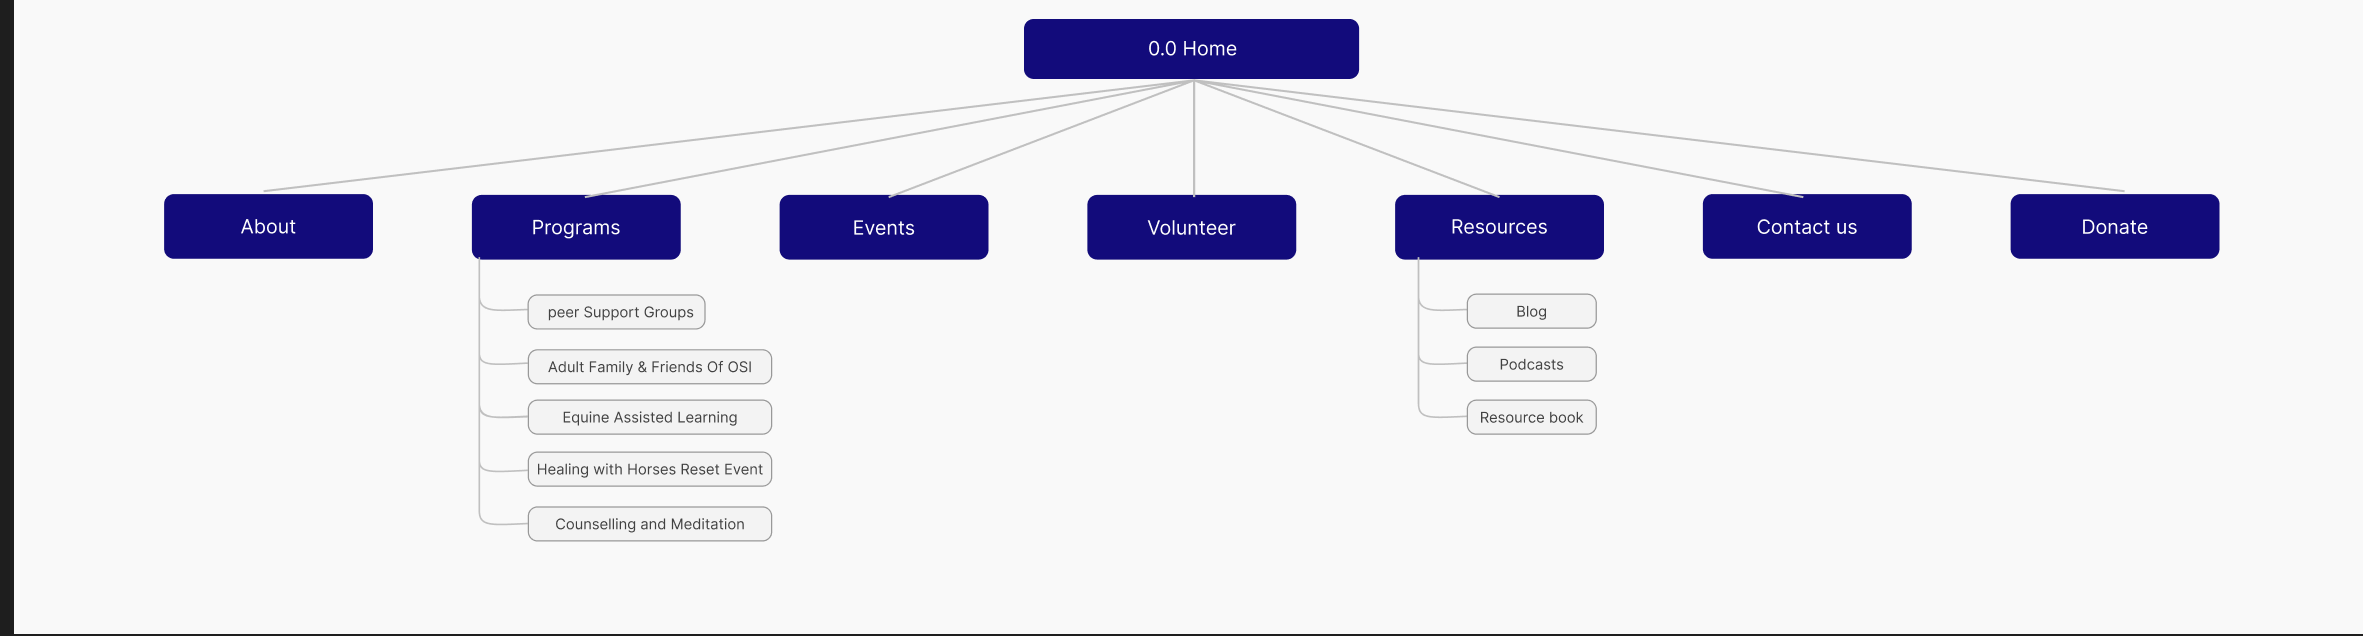 0.0 Home
About
Programs
Events
Volunteer
Resources
Contact us
Donate
peer Support Groups
Adult Family & Friends Of OSI
Equine Assisted Learning
Healing with Horses Reset Event
Counselling and Meditation
Blog
Podcasts
Resource book